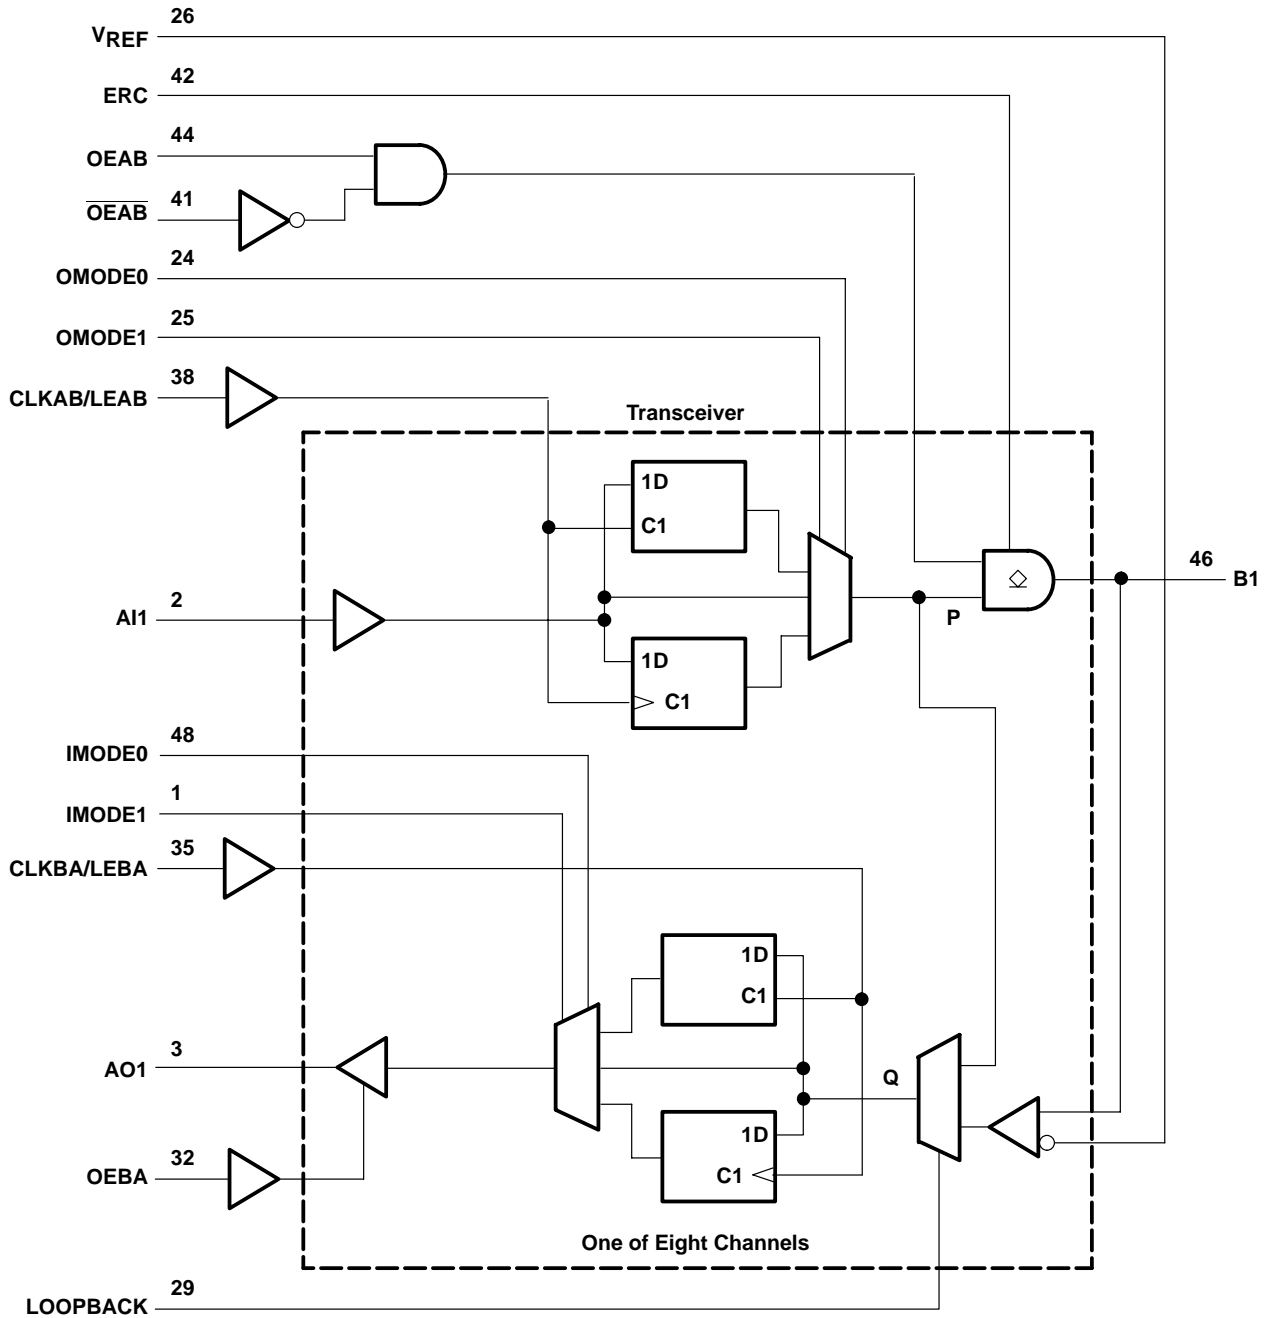 26
VREF
42
ERC
44
OEAB
41
OEAB
24
OMODE0
25
OMODE1
38
CLKAB/LEAB
Transceiver
1D
C1
46
B1
2
AI1
P
1D
C1
48
IMODE0
1
IMODE1
35
CLKBA/LEBA
1D
C1
3
AO1
Q
1D
C1
32
OEBA
One of Eight Channels
29
LOOPBACK